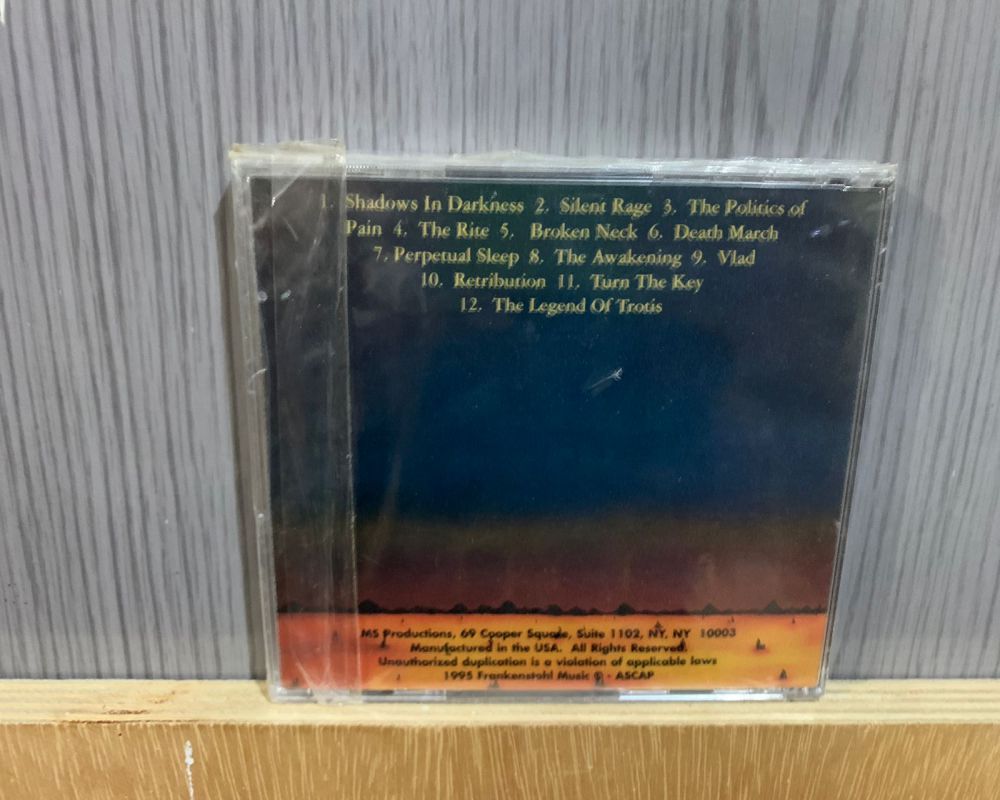 1. Shadows In Darkness 2. Silent Rage 3. The Politics of
Pain 4. The Rite 5. Broken Neck 6. Death March
7. Perpetual Sleep 8. The Awakening 9. Vlad
10. Retribution 11. Turn The Key
12. The Legend Of Trotis
MS Productions, 69 Cooper Square, Suite 1102, NY, NY 10003
Manufactured in the USA. All Rights Reserved.
Unauthorized duplication is a violation of applicable laws
1995 Frankenstahl Music © - ASCAP